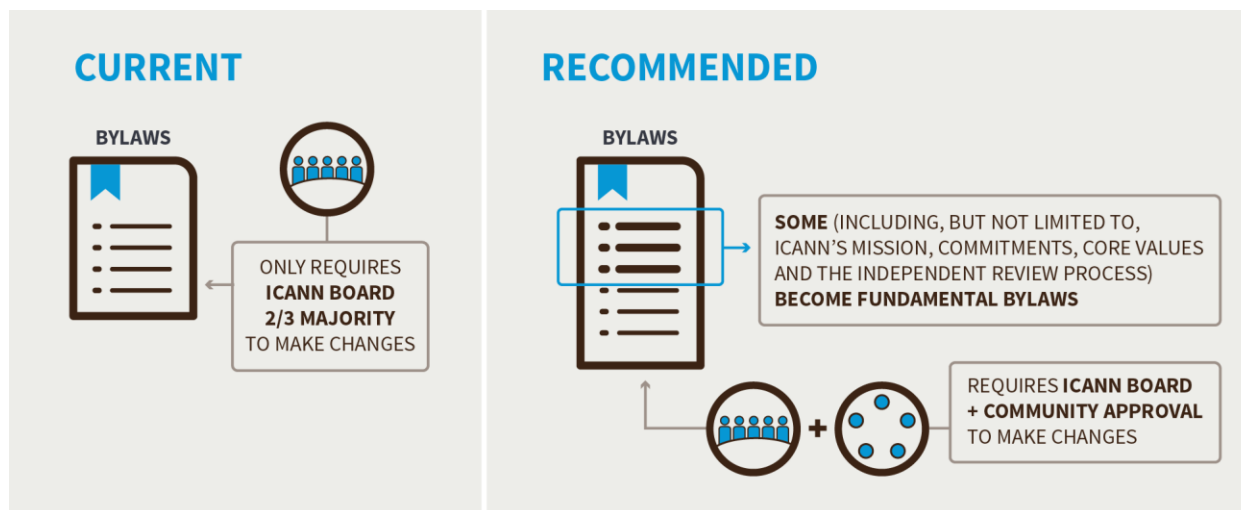 CURRENT
BYLAWS
ONLY REQUIRES
ICANN BOARD
2/3 MAJORITY
TO MAKE CHANGES
RECOMMENDED
BYLAWS
SOME (INCLUDING, BUT NOT LIMITED TO,
ICANN'S MISSION, COMMITMENTS, CORE VALUES
AND THE INDEPENDENT REVIEW PROCESS)
BECOME FUNDAMENTAL BYLAWS
REQUIRES ICANN BOARD
+ COMMUNITY APPROVAL
TO MAKE CHANGES